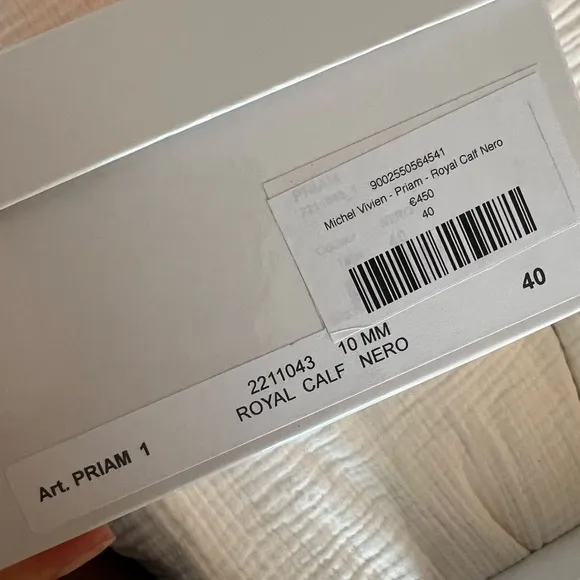 9002550564541
Michel Vivien - Priam - Royal Calf Nero
€450
40
PRIAM
40
2211043 10 MM
ROYAL CALF NERO
Art. PRIAM 1